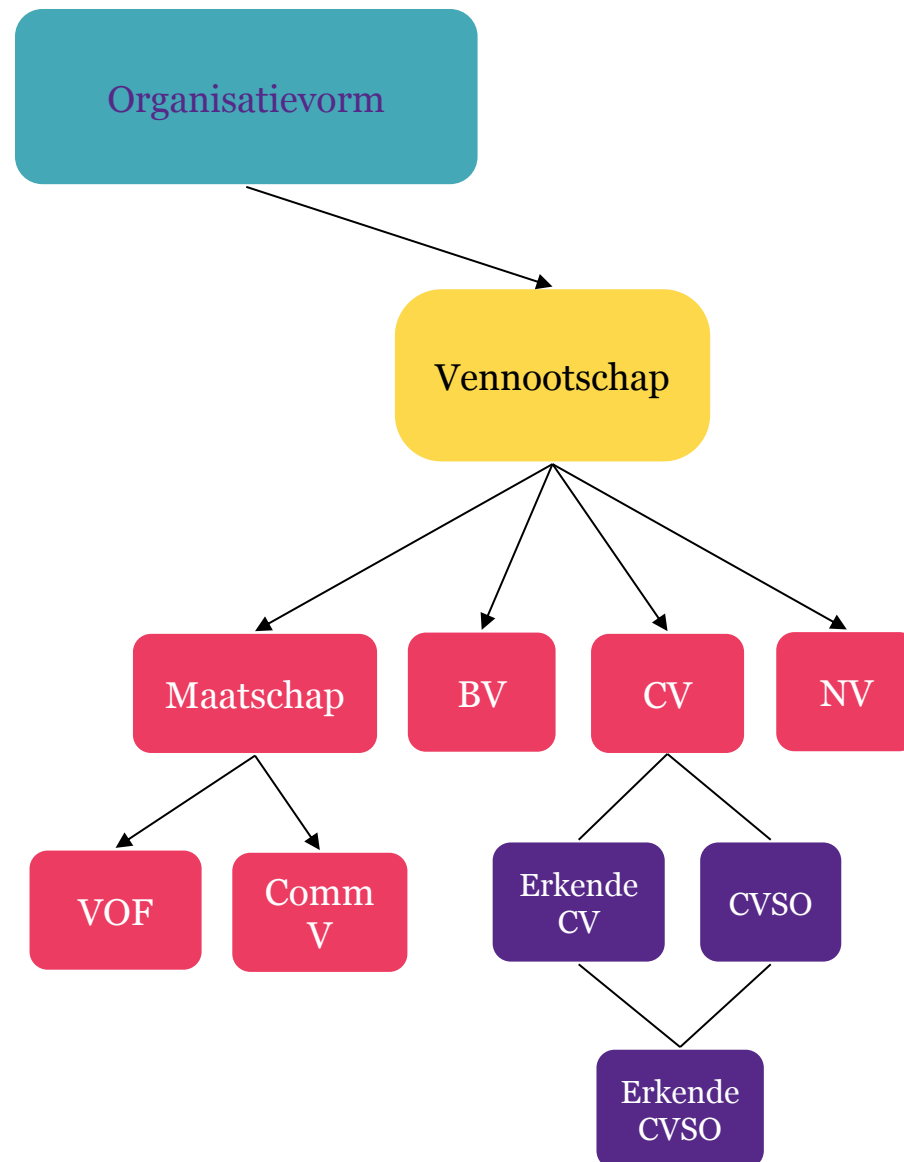 Organisatievorm
Vennootschap
Maatschap
BV
CV
NV
VOF
Comm
V
Erkende
CV
CVSO
Erkende
CVSO